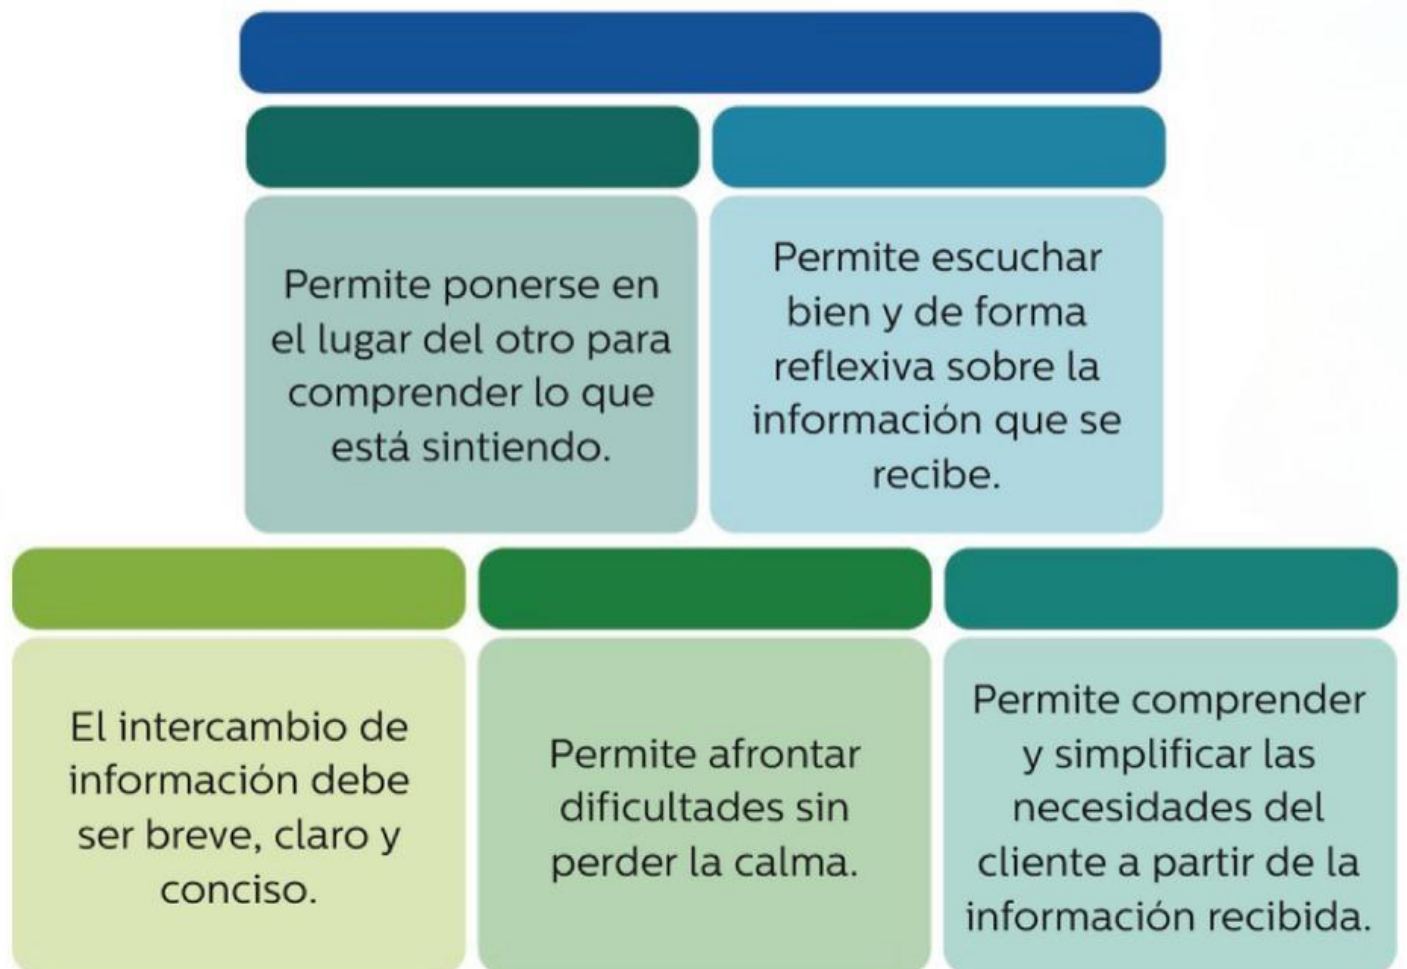 Permite ponerse en
el lugar del otro para
comprender lo que
está sintiendo.
Permite escuchar
bien y de forma
reflexiva sobre la
información que se
recibe.
El intercambio de
información debe
ser breve, claro y
conciso.
Permite afrontar
dificultades sin
perder la calma.
Permite comprender
y simplificar las
necesidades del
cliente a partir de la
información recibida.